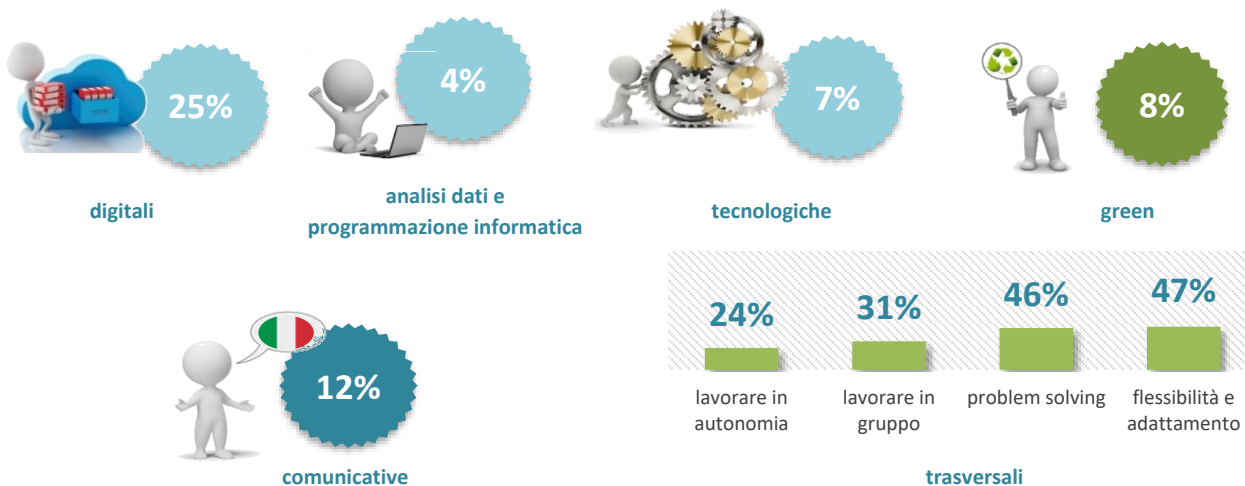 25%
4%
7%
8%
digitali
analisi dati e
programmazione informatica
tecnologiche
green
12%
comunicative
24%
31%
46%
47%
lavorare in
autonomia
lavorare in
gruppo
problem solving
flessibilità e
adattamento
trasversali